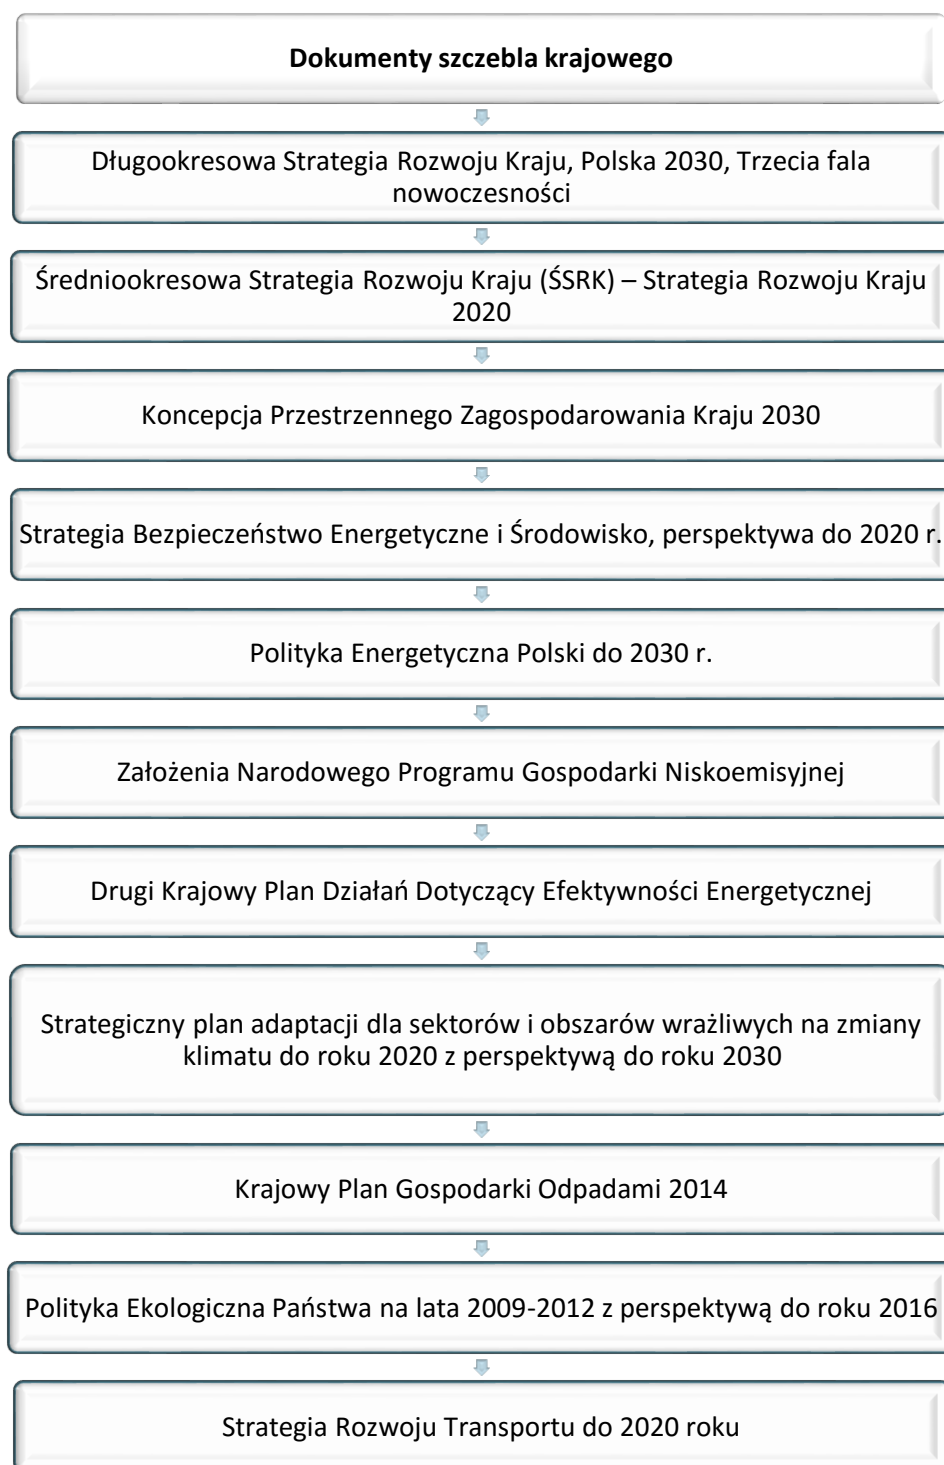 Dokumenty szczebla krajowego
Długookresowa Strategia Rozwoju Kraju, Polska 2030, Trzecia fala
nowoczesności
Średniookresowa Strategia Rozwoju Kraju (ŚSRK) – Strategia Rozwoju Kraju
2020
Koncepcja Przestrzennego Zagospodarowania Kraju 2030
Strategia Bezpieczeństwo Energetyczne i Środowisko, perspektywa do 2020 r.
Polityka Energetyczna Polski do 2030 r.
Założenia Narodowego Programu Gospodarki Niskoemisyjnej
Drugi Krajowy Plan Działań Dotyczący Efektywności Energetycznej
Strategiczny plan adaptacji dla sektorów i obszarów wrażliwych na zmiany
klimatu do roku 2020 z perspektywą do roku 2030
Krajowy Plan Gospodarki Odpadami 2014
Polityka Ekologiczna Państwa na lata 2009-2012 z perspektywą do roku 2016
Strategia Rozwoju Transportu do 2020 roku